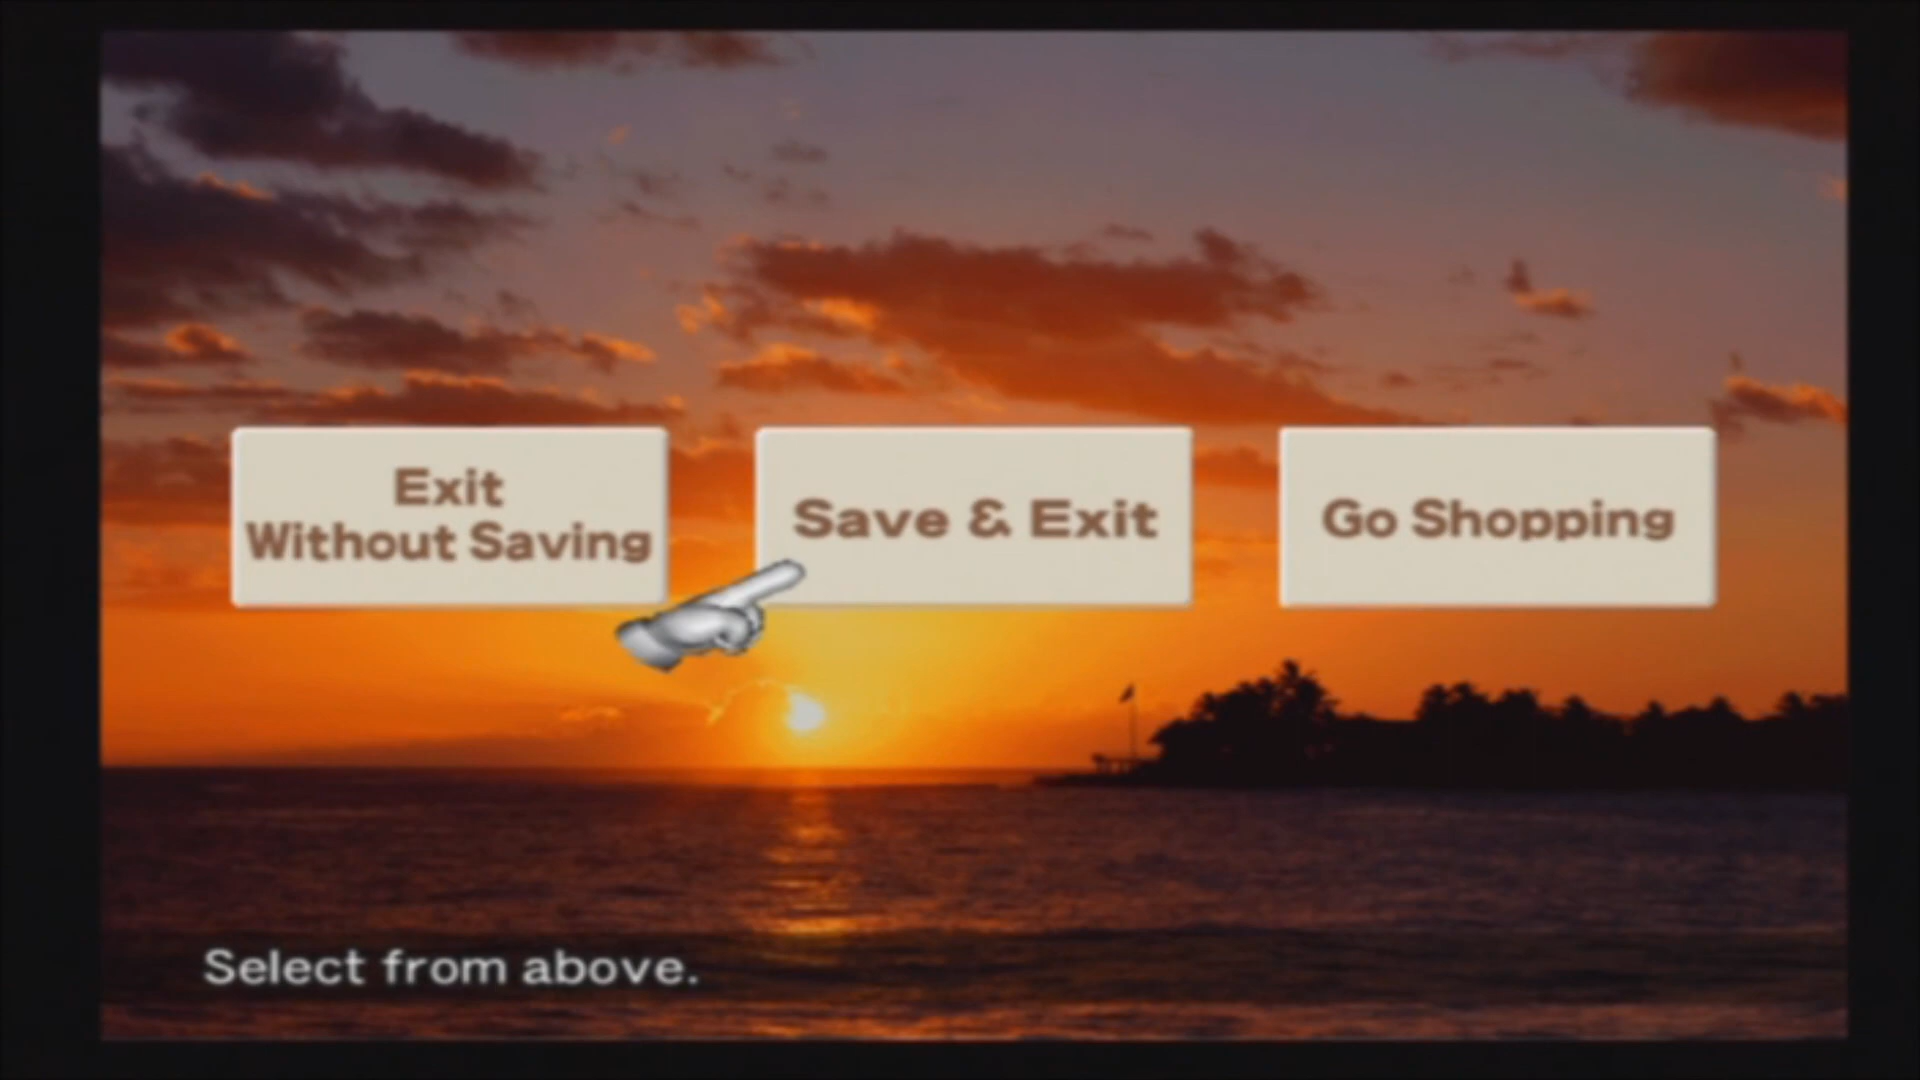 Exit
Without Saving
Save & Exit
Go Shopping
Select from above.